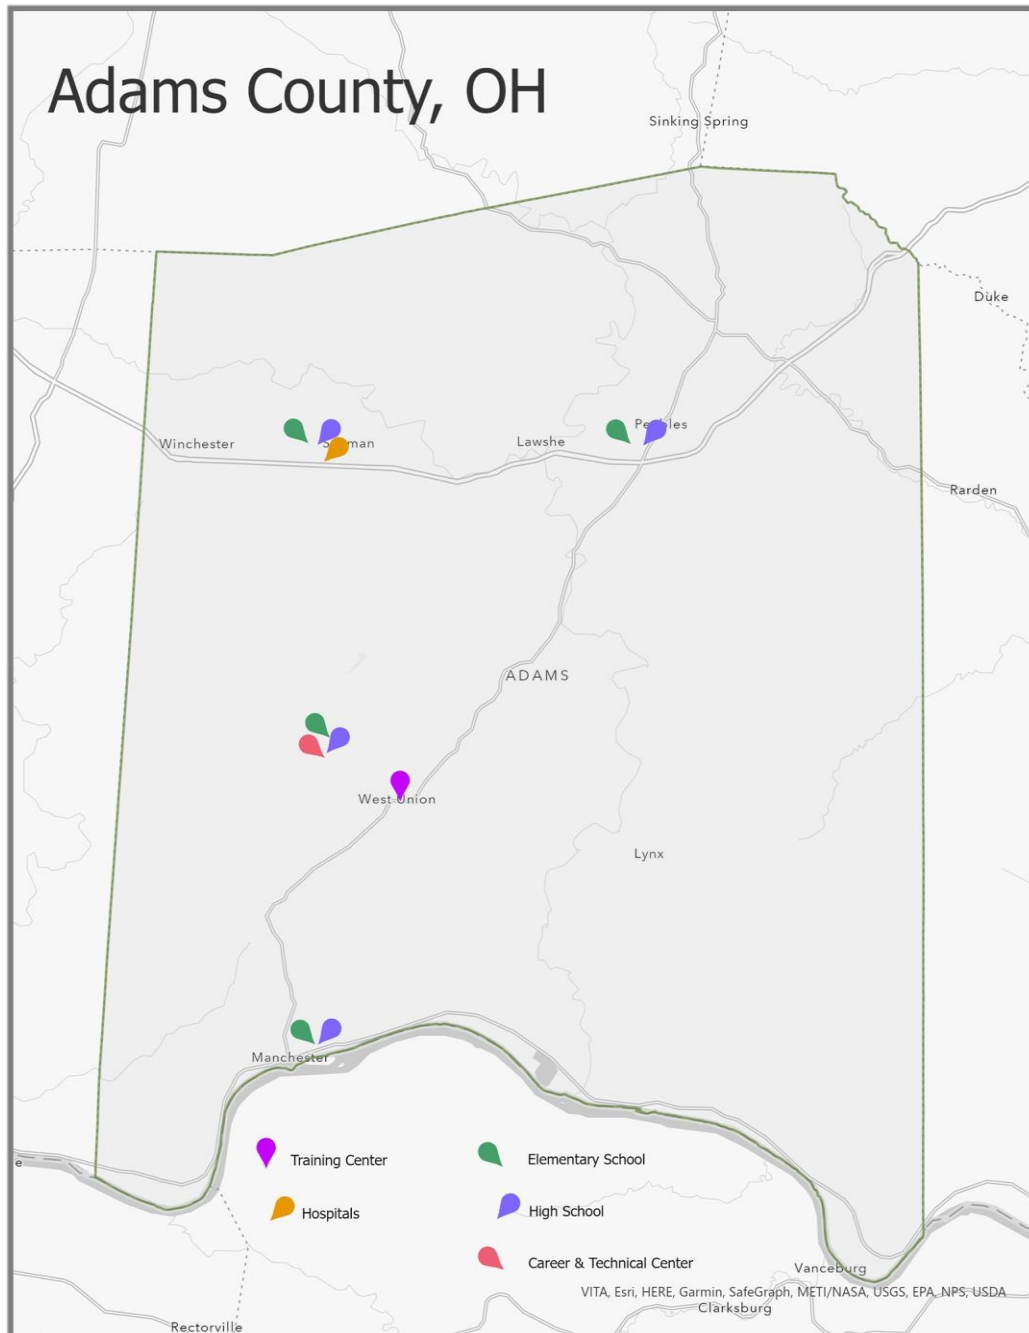 Adams County, OH
Sinking Spring
Duke
Winchester
Lawshe
Rarden
ADAMS
West Union
Lynx
Manchester
e
Training Center
Elementary School
Hospitals
High School
Career & Technical Center
Vanceburg
VITA, Esri, HERE, Garmin, SafeGraph, METI/NASA, USGS, EPA, NPS, USDA
Clarksburg
Rectorville